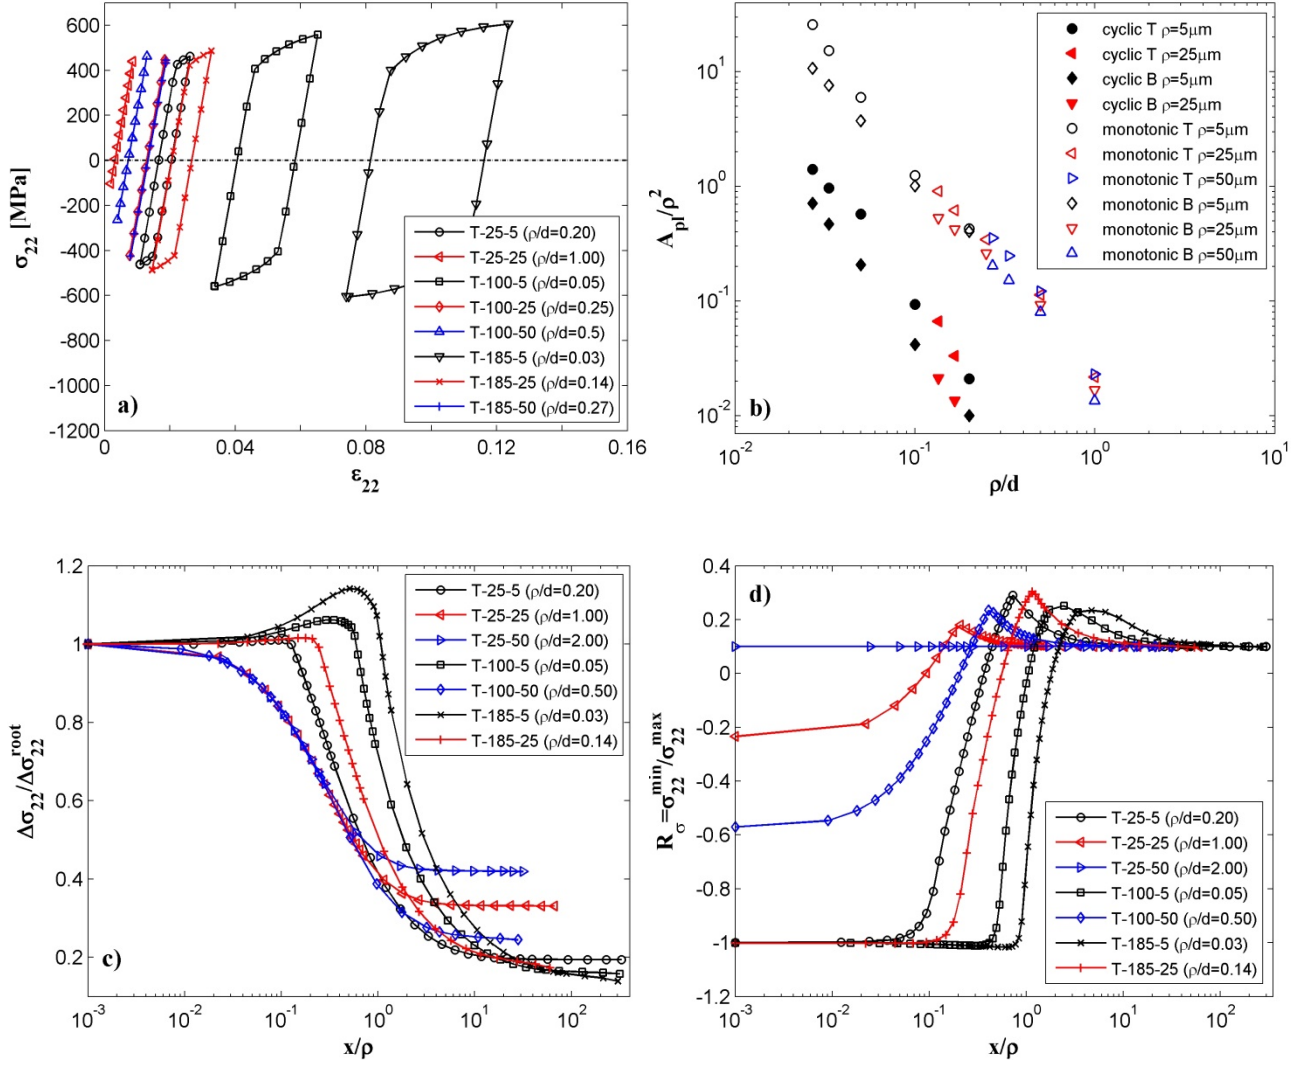 600
400
200
0
-200
-400
-600
-800
-1000
-1200
σ22 [MPa]
0
0.04
0.08
0.12
0.16
ε22
a)
T-25-5 (ρ/d=0.20)
T-25-25 (ρ/d=1.00)
T-100-5 (ρ/d=0.05)
T-100-25 (ρ/d=0.25)
T-100-50 (ρ/d=0.5)
T-185-5 (ρ/d=0.03)
T-185-25 (ρ/d=0.14)
T-185-50 (ρ/d=0.27)
10^1
10^0
10^-1
10^-2
A_pl/ρ^2
10^-2
10^-1
10^0
10^1
ρ/d
b)
cyclic T ρ=5μm
cyclic T ρ=25μm
cyclic B ρ=5μm
cyclic B ρ=25μm
monotonic T ρ=5μm
monotonic T ρ=25μm
monotonic T ρ=50μm
monotonic B ρ=5μm
monotonic B ρ=25μm
monotonic B ρ=50μm
1.2
1
0.8
0.6
0.4
0.2
Δσ22/Δσ22^root
10^-3
10^-2
10^-1
10^0
10^1
10^2
x/ρ
c)
T-25-5 (ρ/d=0.20)
T-25-25 (ρ/d=1.00)
T-25-50 (ρ/d=2.00)
T-100-5 (ρ/d=0.05)
T-100-50 (ρ/d=0.50)
T-185-5 (ρ/d=0.03)
T-185-25 (ρ/d=0.14)
0.4
0.2
0
-0.2
-0.4
-0.6
-0.8
-1
-1.2
R_σ=σ22^min/σ22^max
10^-3
10^-2
10^-1
10^0
10^1
10^2
x/ρ
d)
T-25-5 (ρ/d=0.20)
T-25-25 (ρ/d=1.00)
T-25-50 (ρ/d=2.00)
T-100-5 (ρ/d=0.05)
T-100-50 (ρ/d=0.50)
T-185-5 (ρ/d=0.03)
T-185-25 (ρ/d=0.14)